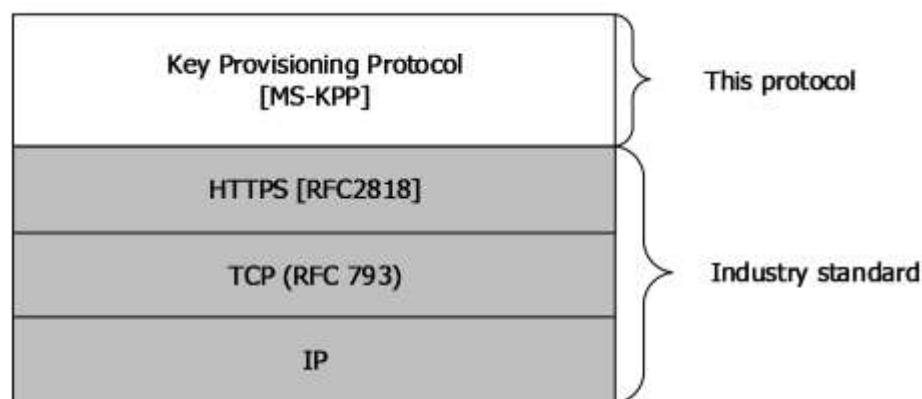 Key Provisioning Protocol
[MS-KPP]
This protocol
HTTPS [RFC2818]
TCP (RFC 793)
Industry standard
IP